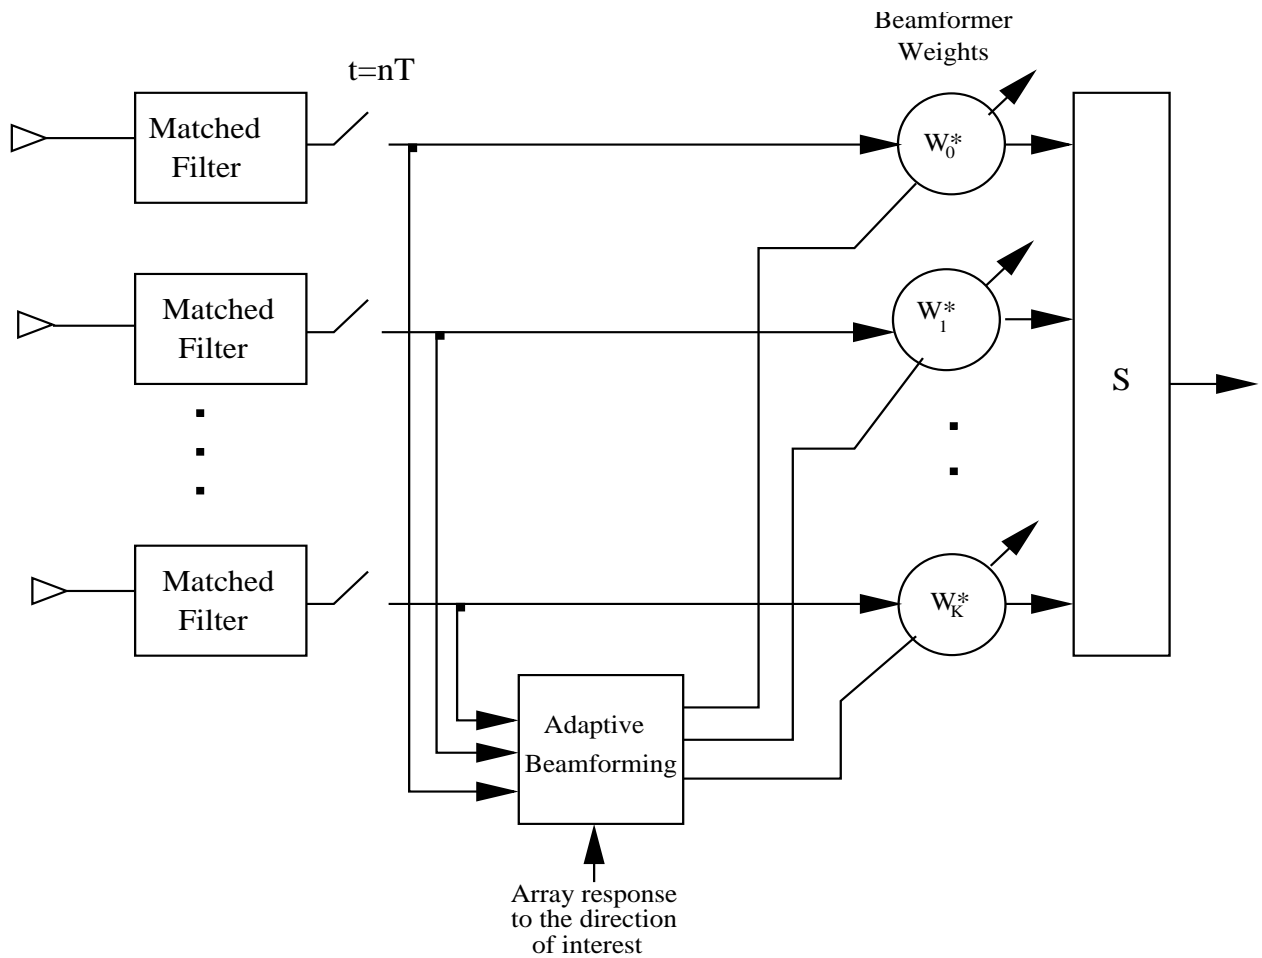 Beamformer
Weights
t=nT
Matched
Filter
W0*
Matched
Filter
W1*
S
Matched
Filter
WK*
Adaptive
Beamforming
Array response
to the direction
of interest